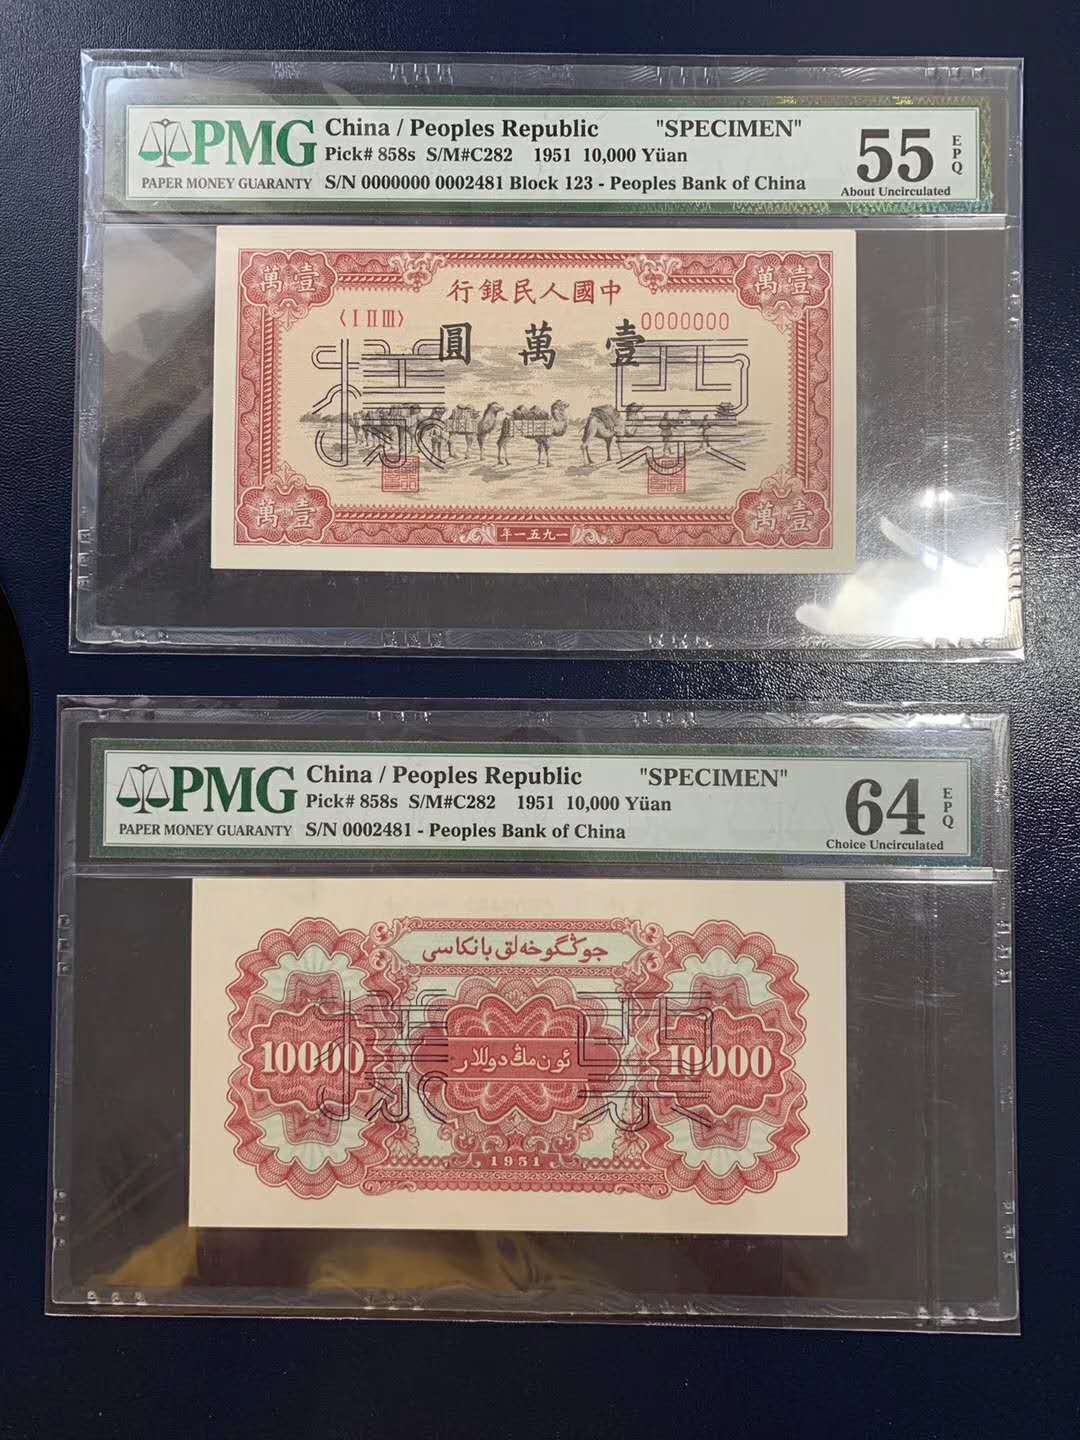 PMG
PAPER MONEY GUARANTY
China / Peoples Republic "SPECIMEN"
Pick# 858s S/M#C282 1951 10,000 Yüan
S/N 0000000 0002481 Block 123 - Peoples Bank of China
55
EPQ
About Uncirculated
萬壹
萬壹
行銀民人國中
〈I II III〉
0000000
圓萬壹
樣票
萬壹
萬壹
年一五九一
PMG
PAPER MONEY GUARANTY
China / Peoples Republic "SPECIMEN"
Pick# 858s S/M#C282 1951 10,000 Yüan
S/N 0002481 - Peoples Bank of China
64
EPQ
Choice Uncirculated
جوڭگو خەلق بانكاسى
10000
ئون مىڭ دوللار
10000
樣票
1951